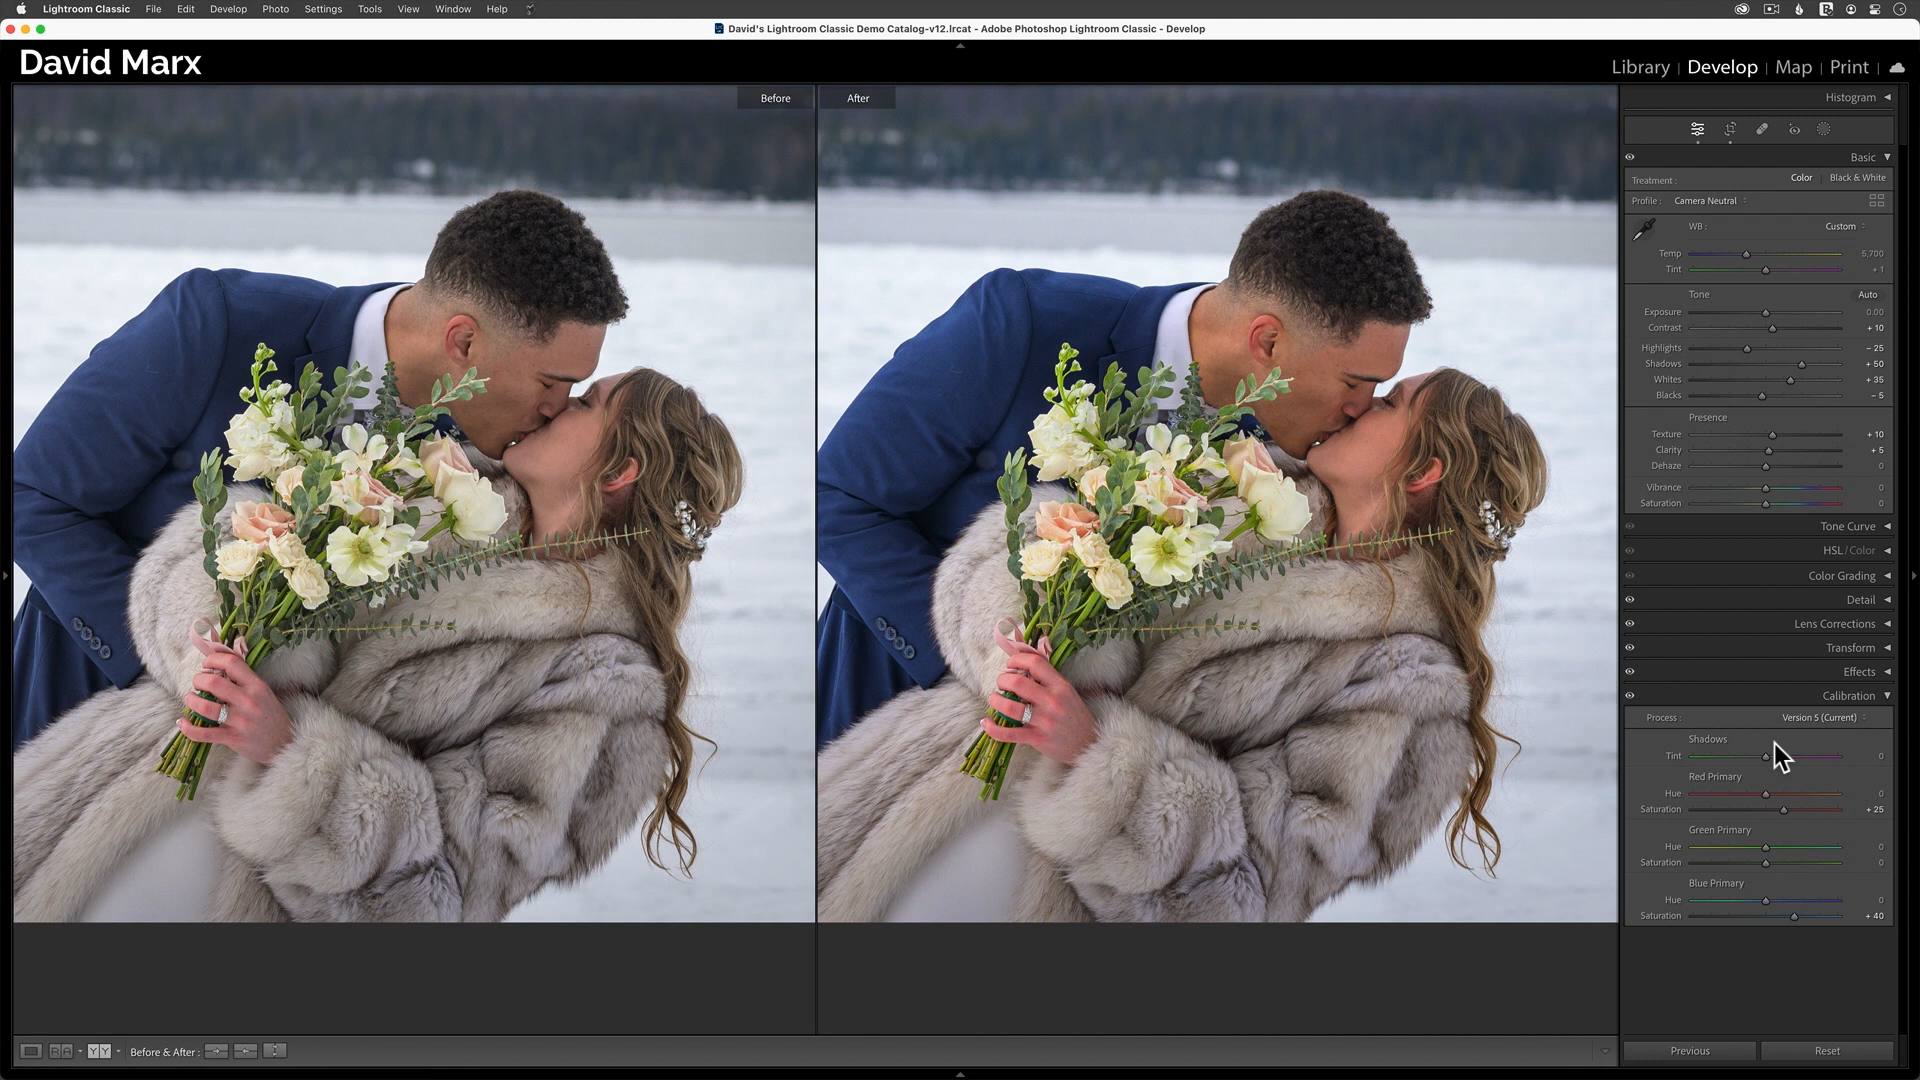 Lightroom Classic File Edit Develop Photo Settings Tools View Window Help
David's Lightroom Classic Demo Catalog-v12.lrcat - Adobe Photoshop Lightroom Classic - Develop
David Marx
Library | Develop | Map | Print |
Before After
Histogram
Basic
Treatment : Color Black & White
Profile : Camera Neutral
WB : Custom
Temp 5,700
Tint + 1
Tone Auto
Exposure 0.00
Contrast + 10
Highlights − 25
Shadows + 50
Whites + 35
Blacks − 5
Presence
Texture + 10
Clarity + 5
Dehaze 0
Vibrance 0
Saturation 0
Tone Curve
HSL / Color
Color Grading
Detail
Lens Corrections
Transform
Effects
Calibration
Process : Version 5 (Current)
Shadows
Tint 0
Red Primary
Hue 0
Saturation + 25
Green Primary
Hue 0
Saturation 0
Blue Primary
Hue 0
Saturation + 40
RA YY Before & After :
Previous Reset